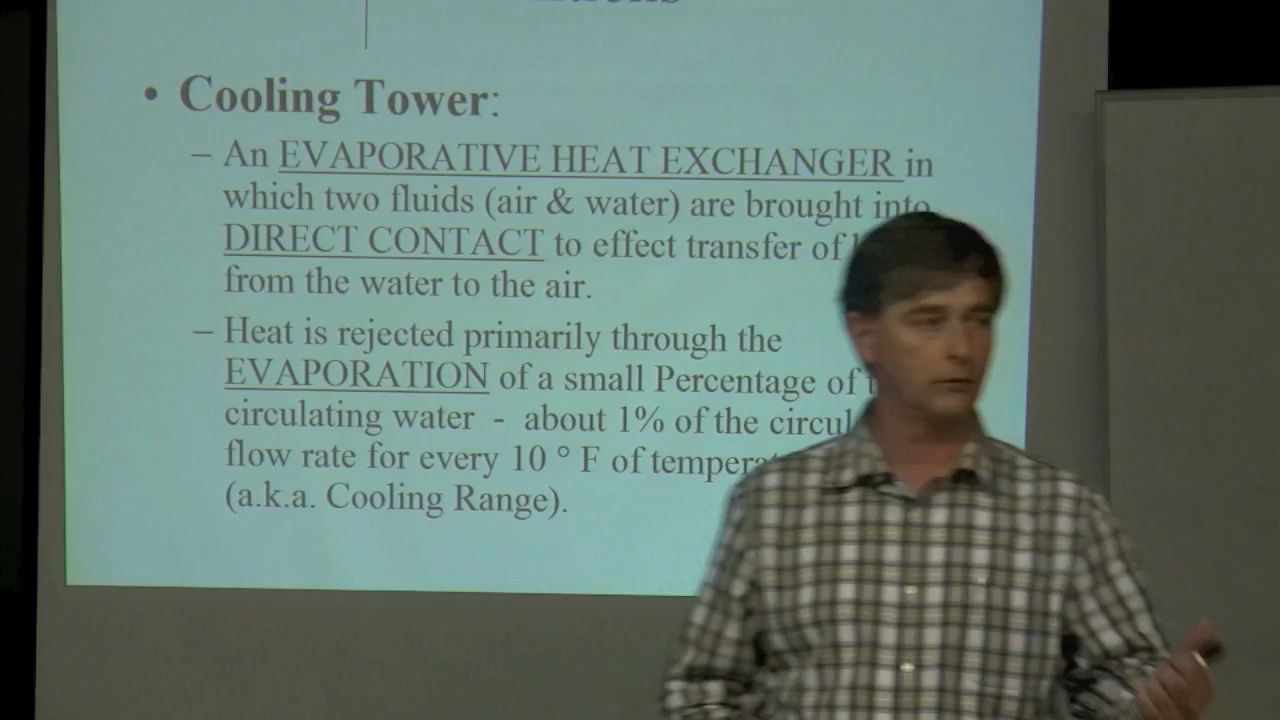 • Cooling Tower:
– An EVAPORATIVE HEAT EXCHANGER in
which two fluids (air & water) are brought into
DIRECT CONTACT to effect transfer of
from the water to the air.
– Heat is rejected primarily through the
EVAPORATION of a small Percentage of
circulating water - about 1% of the
flow rate for every 10 ° F of
(a.k.a. Cooling Range).